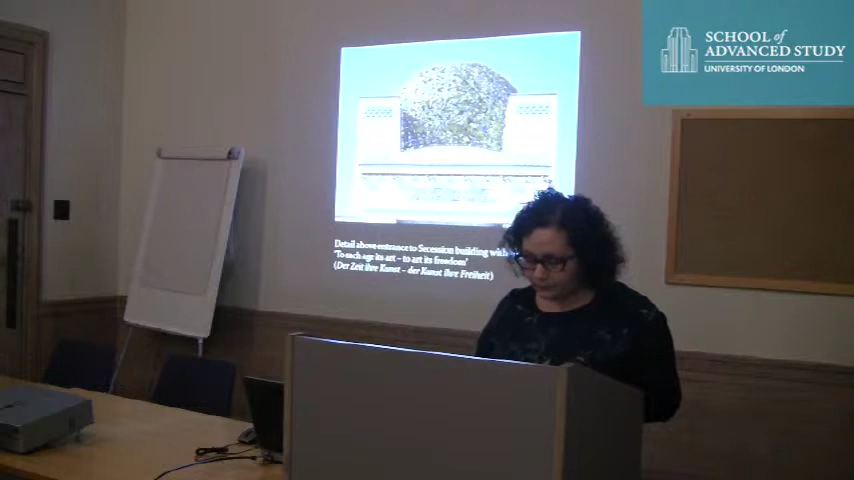 SCHOOL of
ADVANCED STUDY
UNIVERSITY OF LONDON
Detail above entrance to Secession building with
'To each age its art – to art its freedom'
(Der Zeit ihre Kunst – der Kunst ihre Freiheit)